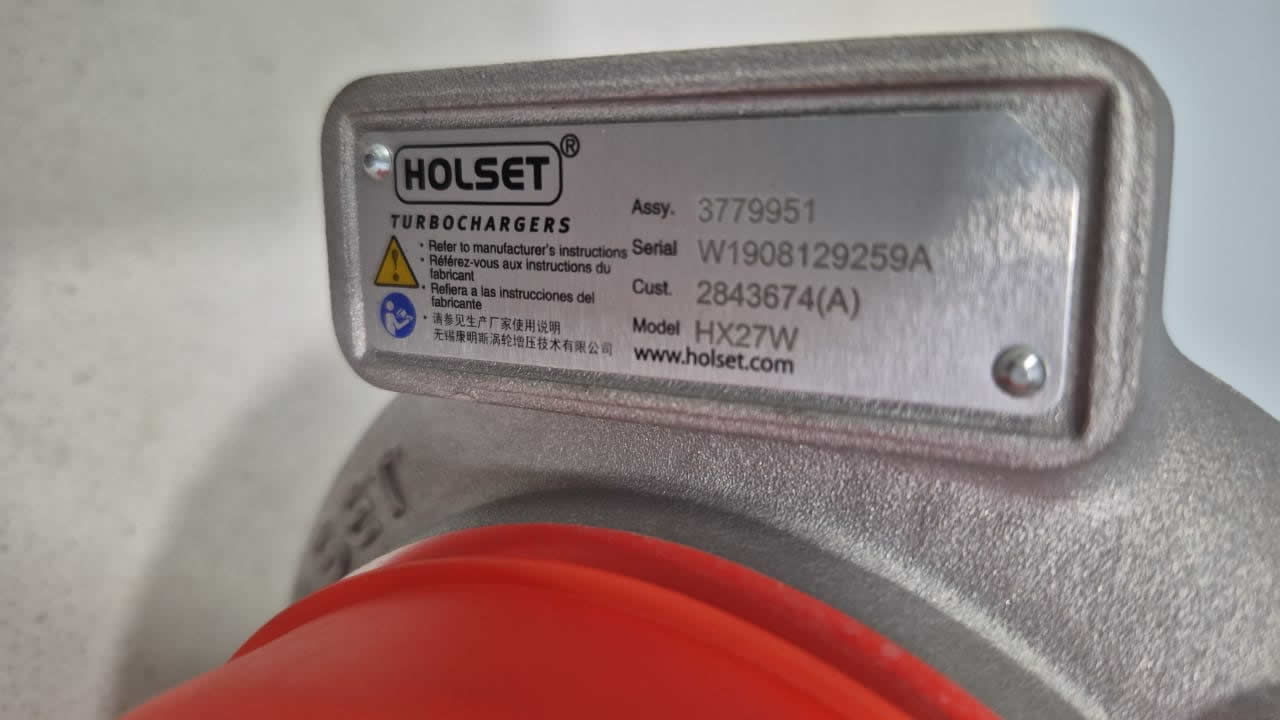 HOLSET®
TURBOCHARGERS
• Refer to manufacturer's instructions
• Référez-vous aux instructions du
fabricant
• Refiera a las instrucciones del
fabricante
• 请参见生产厂家使用说明
无锡康明斯涡轮增压技术有限公司
Assy. 3779951
Serial W1908129259A
Cust. 2843674(A)
Model HX27W
www.holset.com
SET